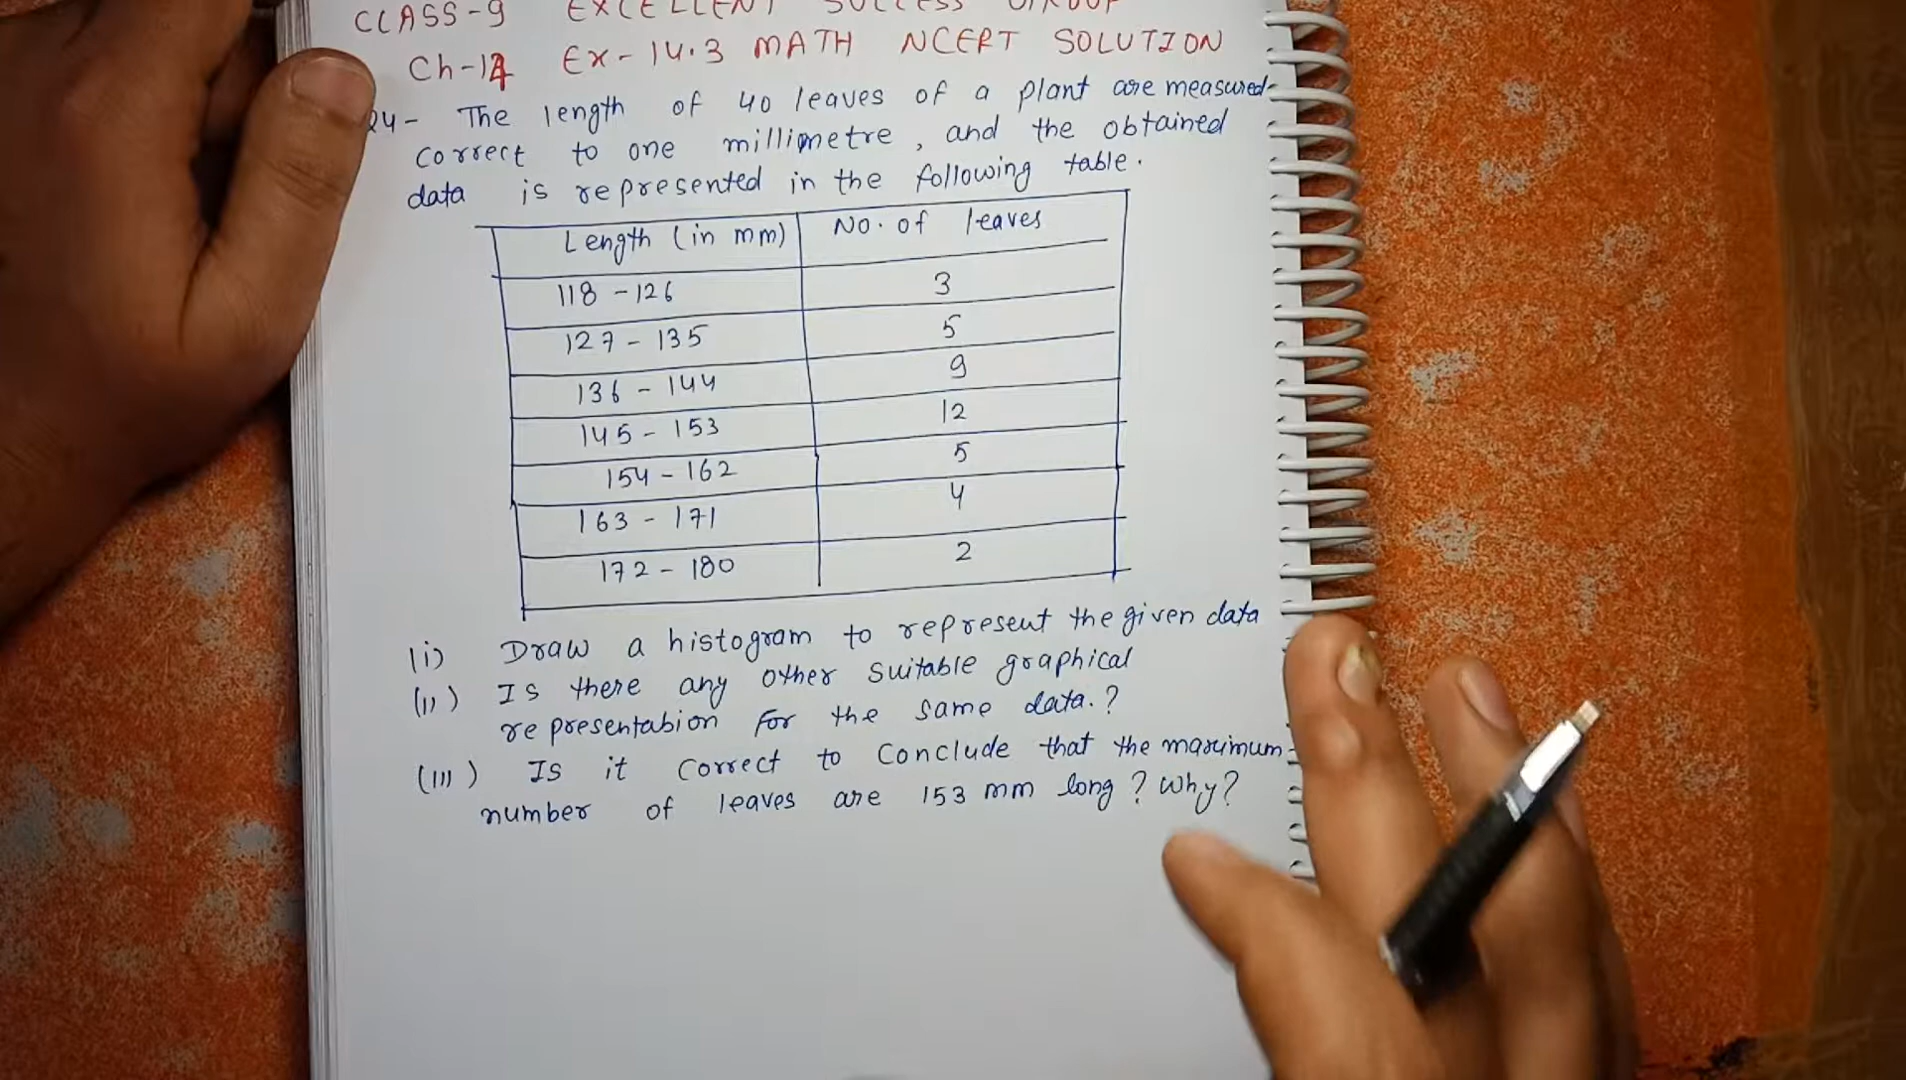 CLASS-9 EXCELLENT SUCCESS GROUP
Ch-14 Ex-14.3 MATH NCERT SOLUTION
Q4- The length of 40 leaves of a plant are measured
correct to one millimetre, and the obtained
data is represented in the following table.
Length (in mm) No. of leaves
118-126 3
127-135 5
136-144 9
145-153 12
154-162 5
163-171 4
172-180 2
(i) Draw a histogram to represent the given data
(ii) Is there any other suitable graphical
representation for the same data.?
(iii) Is it correct to conclude that the maximum
number of leaves are 153 mm long? Why?